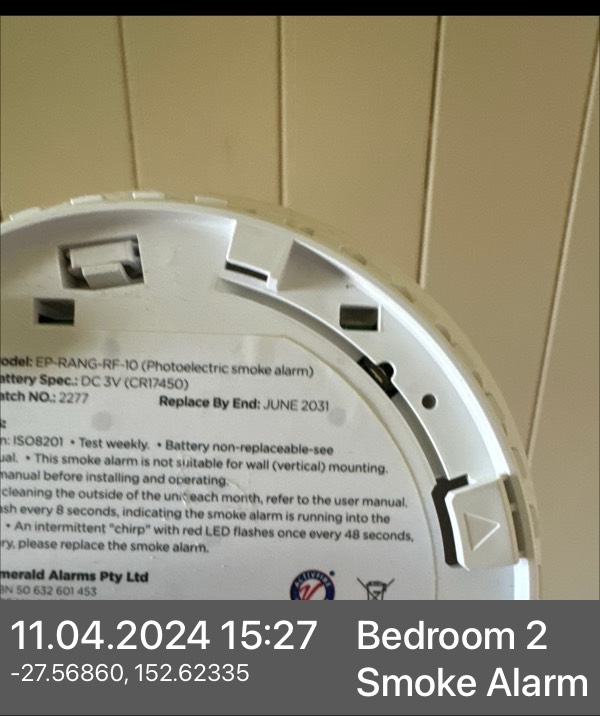 odel: EP-RANG-RF-10 (Photoelectric smoke alarm)
attery Spec.: DC 3V (CR17450)
atch NO.: 2277 Replace By End: JUNE 2031
n: ISO8201 • Test weekly. • Battery non-replaceable-see
ual. • This smoke alarm is not suitable for wall (vertical) mounting.
manual before installing and operating.
cleaning the outside of the unit each month, refer to the user manual.
sh every 8 seconds, indicating the smoke alarm is running into the
• An intermittent "chirp" with red LED flashes once every 48 seconds,
ry, please replace the smoke alarm.
merald Alarms Pty Ltd
BN 50 632 601 453
ACTIVFIRE
11.04.2024 15:27 Bedroom 2
-27.56860, 152.62335 Smoke Alarm